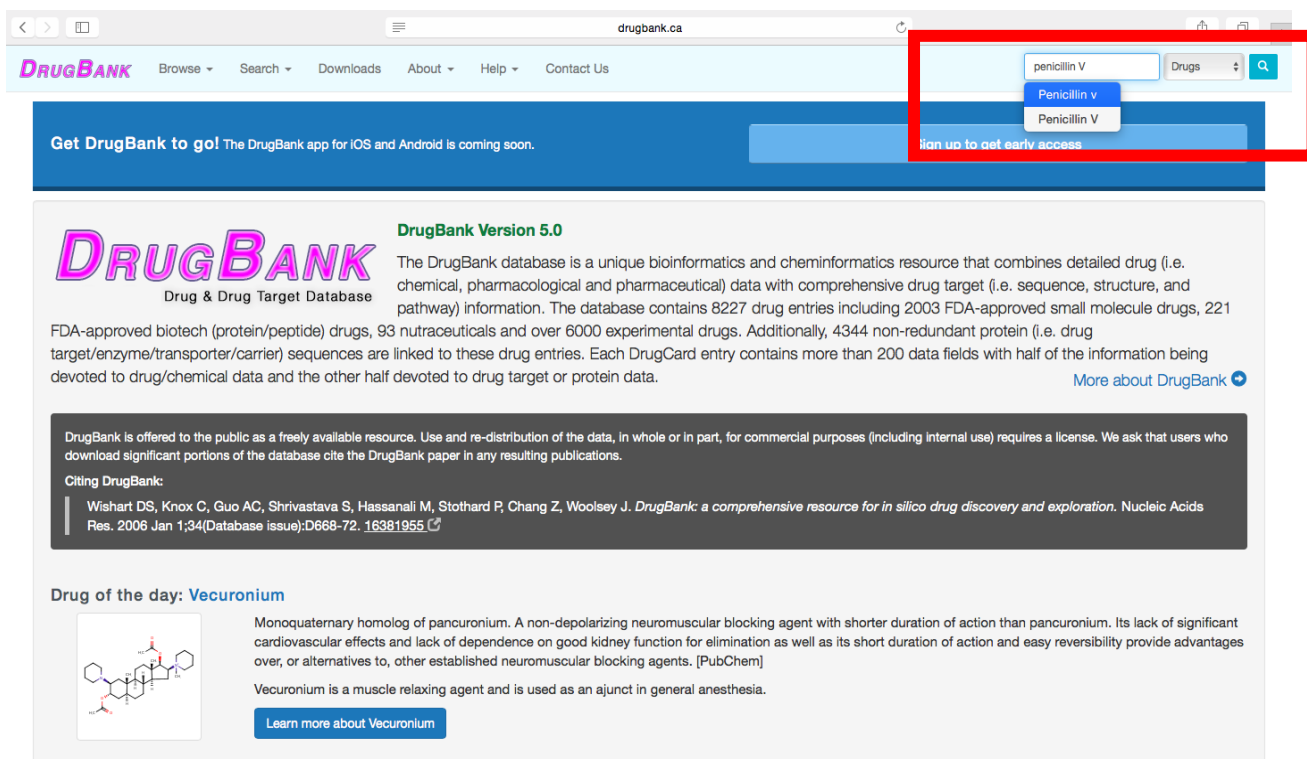 drugbank.ca
DRUGBANK Browse Search Downloads About Help Contact Us penicillin V Drugs
Penicillin v
Penicillin V
Get DrugBank to go! The DrugBank app for iOS and Android is coming soon.
Sign up to get early access
DRUGBANK
Drug & Drug Target Database
DrugBank Version 5.0
The DrugBank database is a unique bioinformatics and cheminformatics resource that combines detailed drug (i.e.
chemical, pharmacological and pharmaceutical) data with comprehensive drug target (i.e. sequence, structure, and
pathway) information. The database contains 8227 drug entries including 2003 FDA-approved small molecule drugs, 221
FDA-approved biotech (protein/peptide) drugs, 93 nutraceuticals and over 6000 experimental drugs. Additionally, 4344 non-redundant protein (i.e. drug
target/enzyme/transporter/carrier) sequences are linked to these drug entries. Each DrugCard entry contains more than 200 data fields with half of the information being
devoted to drug/chemical data and the other half devoted to drug target or protein data.
More about DrugBank
DrugBank is offered to the public as a freely available resource. Use and re-distribution of the data, in whole or in part, for commercial purposes (including internal use) requires a license. We ask that users who
download significant portions of the database cite the DrugBank paper in any resulting publications.
Citing DrugBank:
Wishart DS, Knox C, Guo AC, Shrivastava S, Hassanali M, Stothard P, Chang Z, Woolsey J. DrugBank: a comprehensive resource for in silico drug discovery and exploration. Nucleic Acids
Res. 2006 Jan 1;34(Database issue):D668-72. 16381955
Drug of the day: Vecuronium
Monoquaternary homolog of pancuronium. A non-depolarizing neuromuscular blocking agent with shorter duration of action than pancuronium. Its lack of significant
cardiovascular effects and lack of dependence on good kidney function for elimination as well as its short duration of action and easy reversibility provide advantages
over, or alternatives to, other established neuromuscular blocking agents. [PubChem]
Vecuronium is a muscle relaxing agent and is used as an ajunct in general anesthesia.
Learn more about Vecuronium